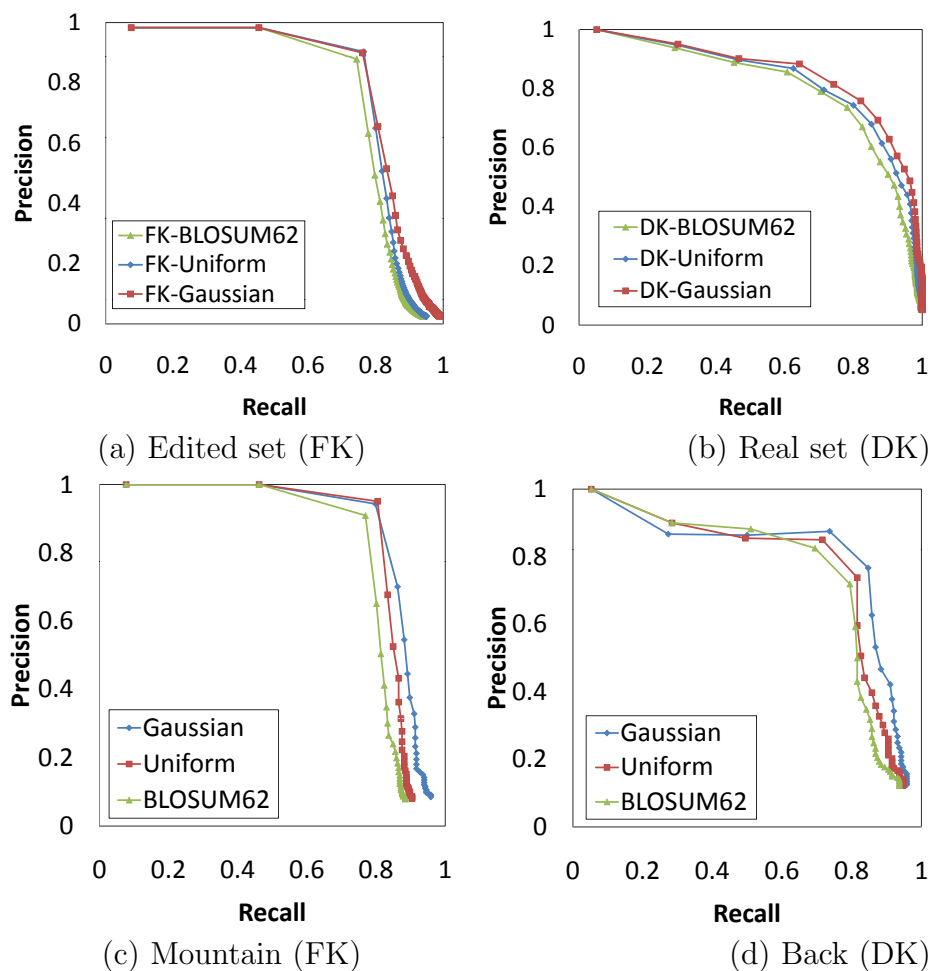 1
0.8
0.6
0.4
0.2
0
Precision
FK-BLOSUM62
FK-Uniform
FK-Gaussian
0 0.2 0.4 0.6 0.8 1
Recall
(a) Edited set (FK)
1
0.8
0.6
0.4
0.2
0
Precision
DK-BLOSUM62
DK-Uniform
DK-Gaussian
0 0.2 0.4 0.6 0.8 1
Recall
(b) Real set (DK)
1
0.8
0.6
0.4
0.2
0
Precision
Gaussian
Uniform
BLOSUM62
0 0.2 0.4 0.6 0.8 1
Recall
(c) Mountain (FK)
1
0.8
0.6
0.4
0.2
0
Precision
Gaussian
Uniform
BLOSUM62
0 0.2 0.4 0.6 0.8 1
Recall
(d) Back (DK)